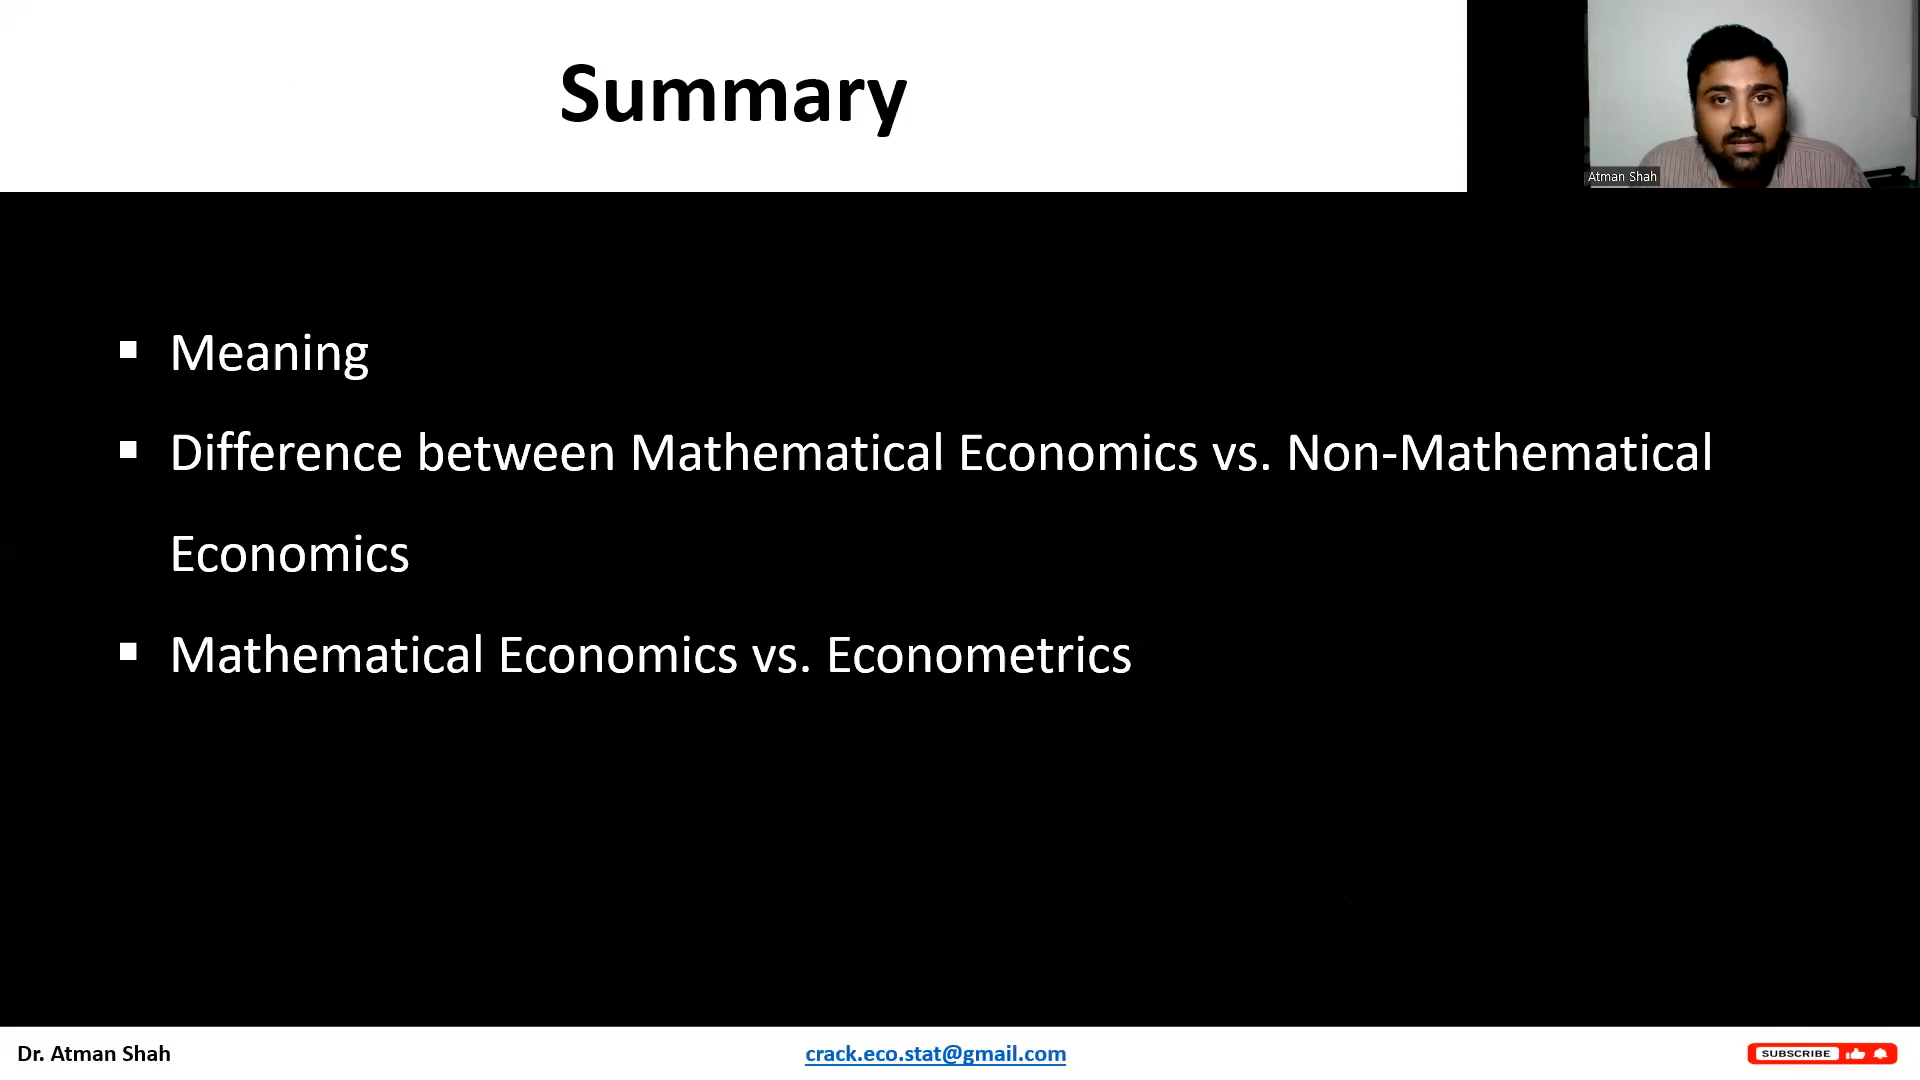 Summary
Atman Shah
▪ Meaning
▪ Difference between Mathematical Economics vs. Non-Mathematical
Economics
▪ Mathematical Economics vs. Econometrics
Dr. Atman Shah
crack.eco.stat@gmail.com
SUBSCRIBE